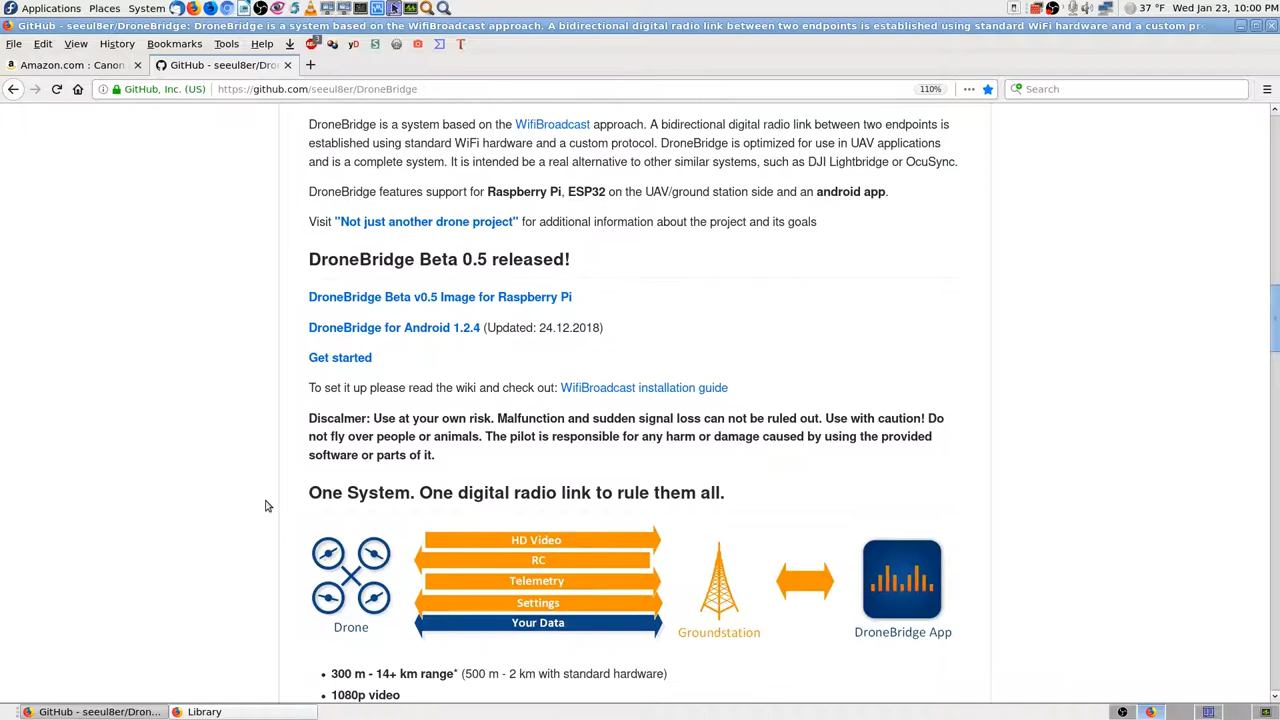 Applications Places System 37 °F Wed Jan 23, 10:00 PM
GitHub - seeul8er/DroneBridge: DroneBridge is a system based on the WifiBroadcast approach. A bidirectional digital radio link between two endpoints is established using standard WiFi hardware and a custom pr
File Edit View History Bookmarks Tools Help
Amazon.com : Canon
GitHub - seeul8er/Dro
GitHub, Inc. (US) https://github.com/seeul8er/DroneBridge 110% Search
DroneBridge is a system based on the WifiBroadcast approach. A bidirectional digital radio link between two endpoints is
established using standard WiFi hardware and a custom protocol. DroneBridge is optimized for use in UAV applications
and is a complete system. It is intended be a real alternative to other similar systems, such as DJI Lightbridge or OcuSync.
DroneBridge features support for Raspberry Pi, ESP32 on the UAV/ground station side and an android app.
Visit "Not just another drone project" for additional information about the project and its goals
DroneBridge Beta 0.5 released!
DroneBridge Beta v0.5 Image for Raspberry Pi
DroneBridge for Android 1.2.4 (Updated: 24.12.2018)
Get started
To set it up please read the wiki and check out: WifiBroadcast installation guide
Discalmer: Use at your own risk. Malfunction and sudden signal loss can not be ruled out. Use with caution! Do
not fly over people or animals. The pilot is responsible for any harm or damage caused by using the provided
software or parts of it.
One System. One digital radio link to rule them all.
HD Video
RC
Telemetry
Settings
Your Data
Drone
Groundstation
DroneBridge App
• 300 m - 14+ km range* (500 m - 2 km with standard hardware)
• 1080p video
GitHub - seeul8er/Dron... Library